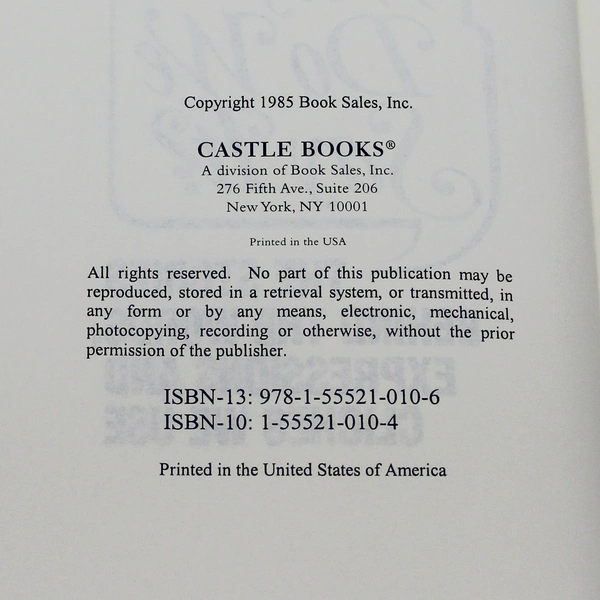 Copyright 1985 Book Sales, Inc.
CASTLE BOOKS®
A division of Book Sales, Inc.
276 Fifth Ave., Suite 206
New York, NY 10001
Printed in the USA
All rights reserved. No part of this publication may be
reproduced, stored in a retrieval system, or transmitted, in
any form or by any means, electronic, mechanical,
photocopying, recording or otherwise, without the prior
permission of the publisher.
ISBN-13: 978-1-55521-010-6
ISBN-10: 1-55521-010-4
Printed in the United States of America